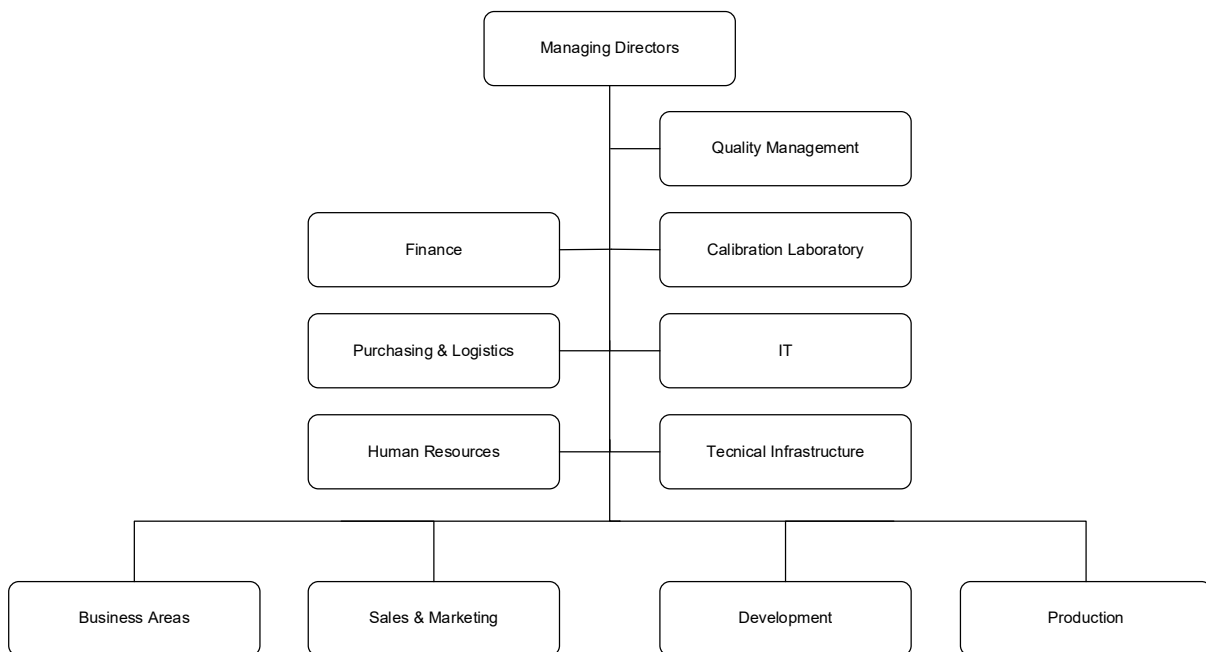 Managing Directors
Quality Management
Finance
Calibration Laboratory
Purchasing & Logistics
IT
Human Resources
Tecnical Infrastructure
Business Areas
Sales & Marketing
Development
Production